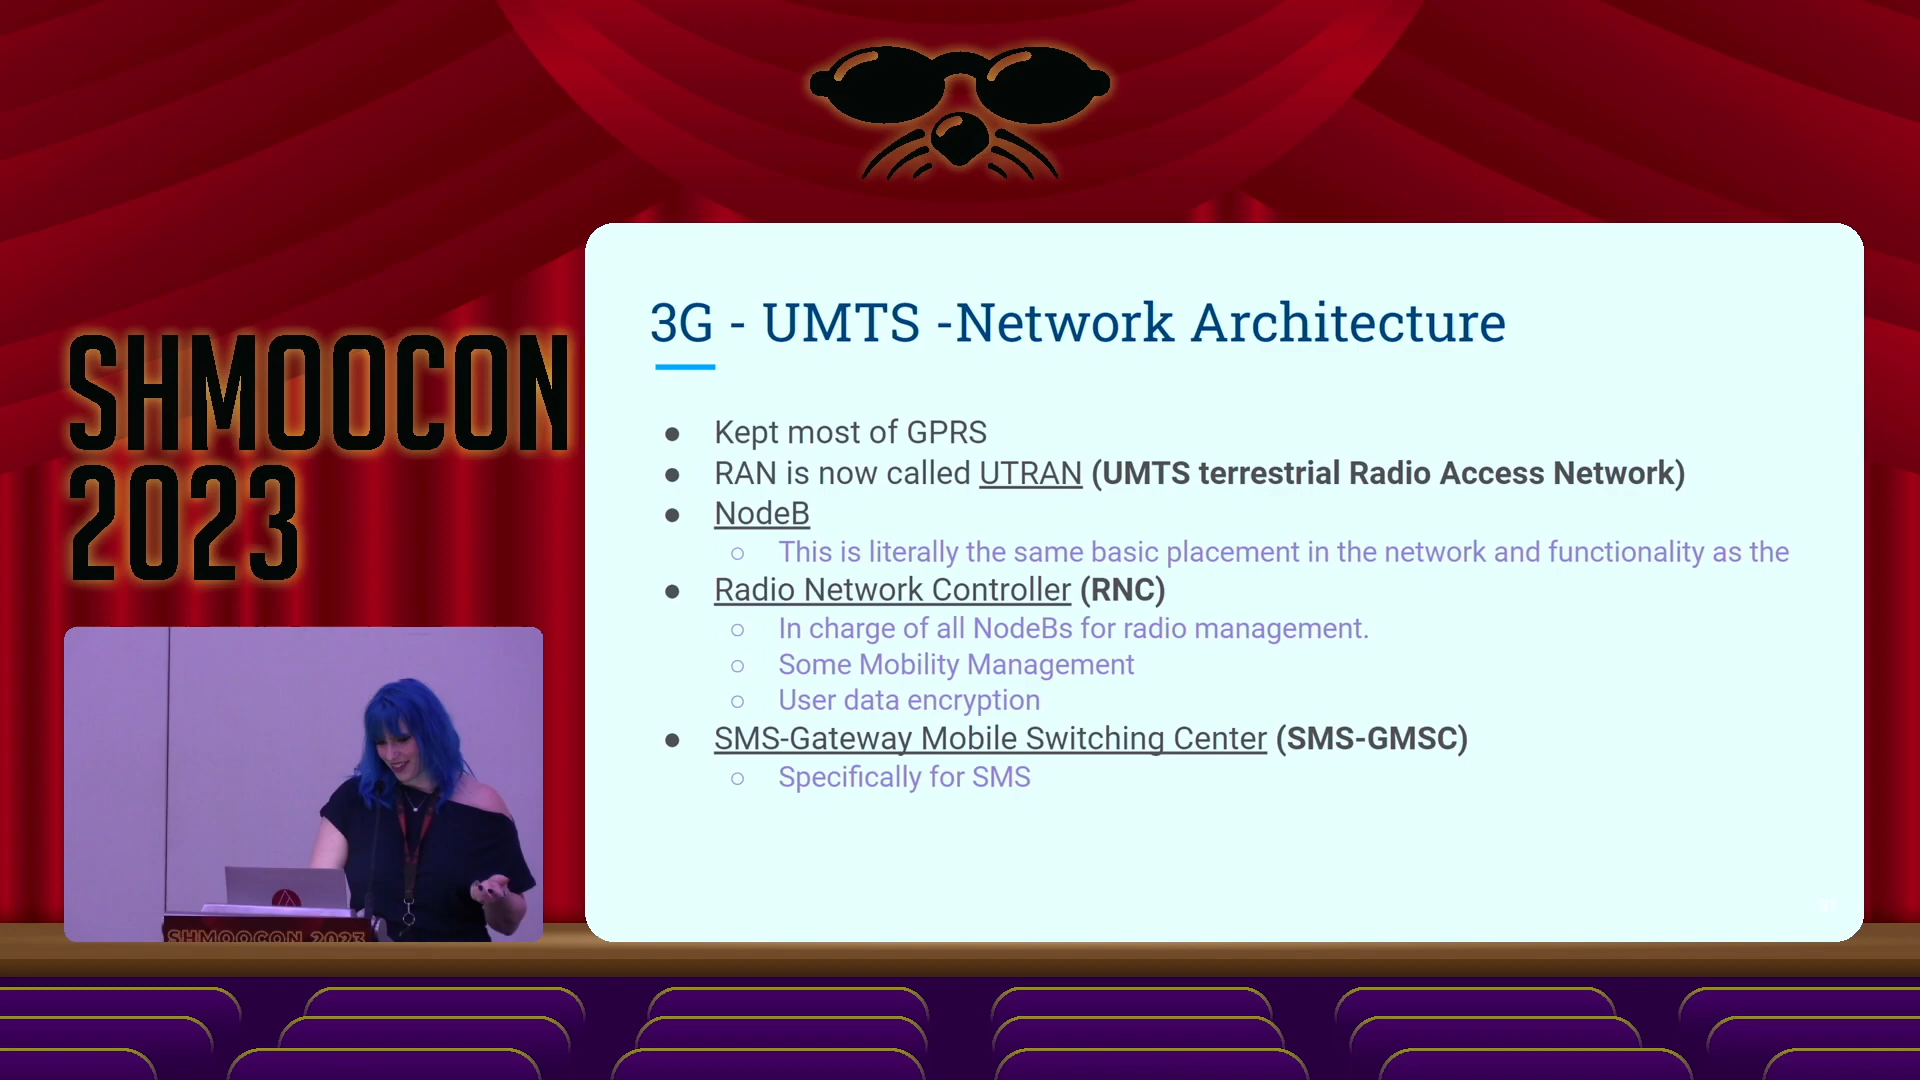 SHMOOCON
2023
3G - UMTS -Network Architecture
● Kept most of GPRS
● RAN is now called UTRAN (UMTS terrestrial Radio Access Network)
● NodeB
○ This is literally the same basic placement in the network and functionality as the
● Radio Network Controller (RNC)
○ In charge of all NodeBs for radio management.
○ Some Mobility Management
○ User data encryption
● SMS-Gateway Mobile Switching Center (SMS-GMSC)
○ Specifically for SMS
SHMOOCON 2023